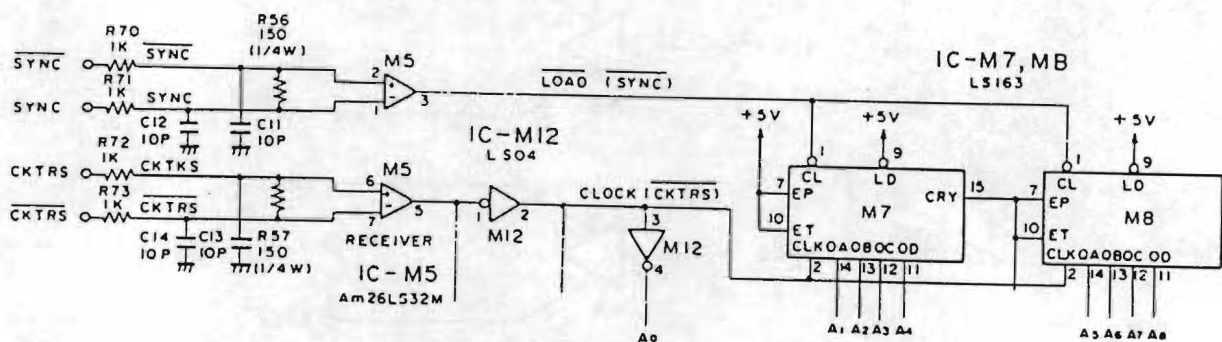 R56
150
(1/4W)
R70
1K
SYNC
SYNC
R71
1K
SYNC
SYNC
C12
10P
C11
10P
M5
2
1
3
LOAD (SYNC)
IC-M7, M8
LS163
IC-M12
LS04
R72
1K
CKTRS
CKTKS
R73
1K
CKTRS
CKTRS
C14
10P
C13
10P
R57
150
(1/4W)
M5
6
7
5
RECEIVER
IC-M5
Am26LS32M
1
2
M12
CLOCK (CKTRS)
3
M12
4
A0
+5V
+5V
1
9
CL
LD
7
EP
10
ET
CRY
15
M7
CLK QA QB QC QD
2
14
13
12
11
A1
A2
A3
A4
+5V
1
9
CL
LD
7
EP
10
ET
M8
CLK QA QB QC QD
2
14
13
12
11
A5
A6
A7
A8